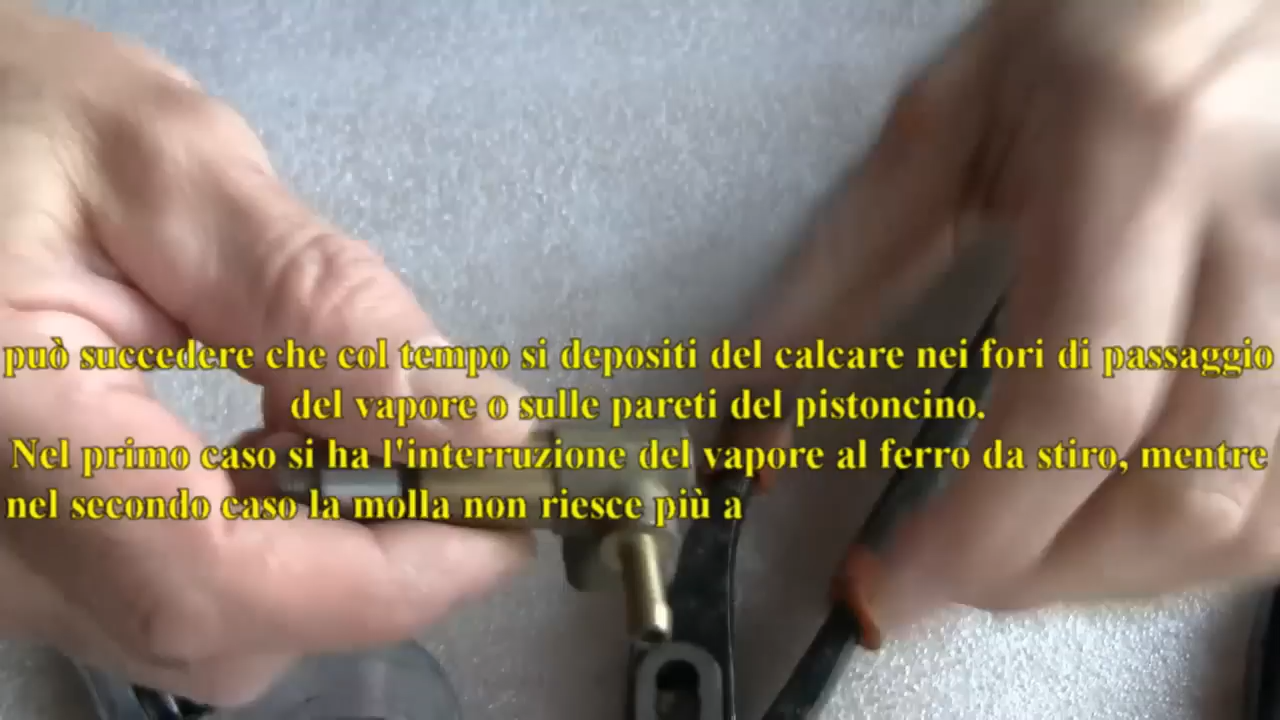 può succedere che col tempo si depositi del calcare nei fori di passaggio
del vapore o sulle pareti del pistoncino.
Nel primo caso si ha l'interruzione del vapore al ferro da stiro, mentre
nel secondo caso la molla non riesce più a